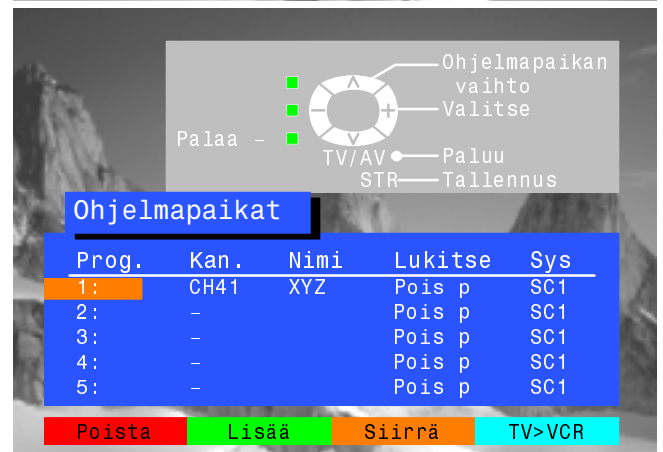 Ohjelmapaikan
vaihto
Valitse
Palaa –
TV/AV Paluu
STR Tallennus
Ohjelmapaikat
Prog. Kan. Nimi Lukitse Sys
1: CH41 XYZ Pois p SC1
2: – Pois p SC1
3: – Pois p SC1
4: – Pois p SC1
5: – Pois p SC1
Poista Lisää Siirrä TV>VCR